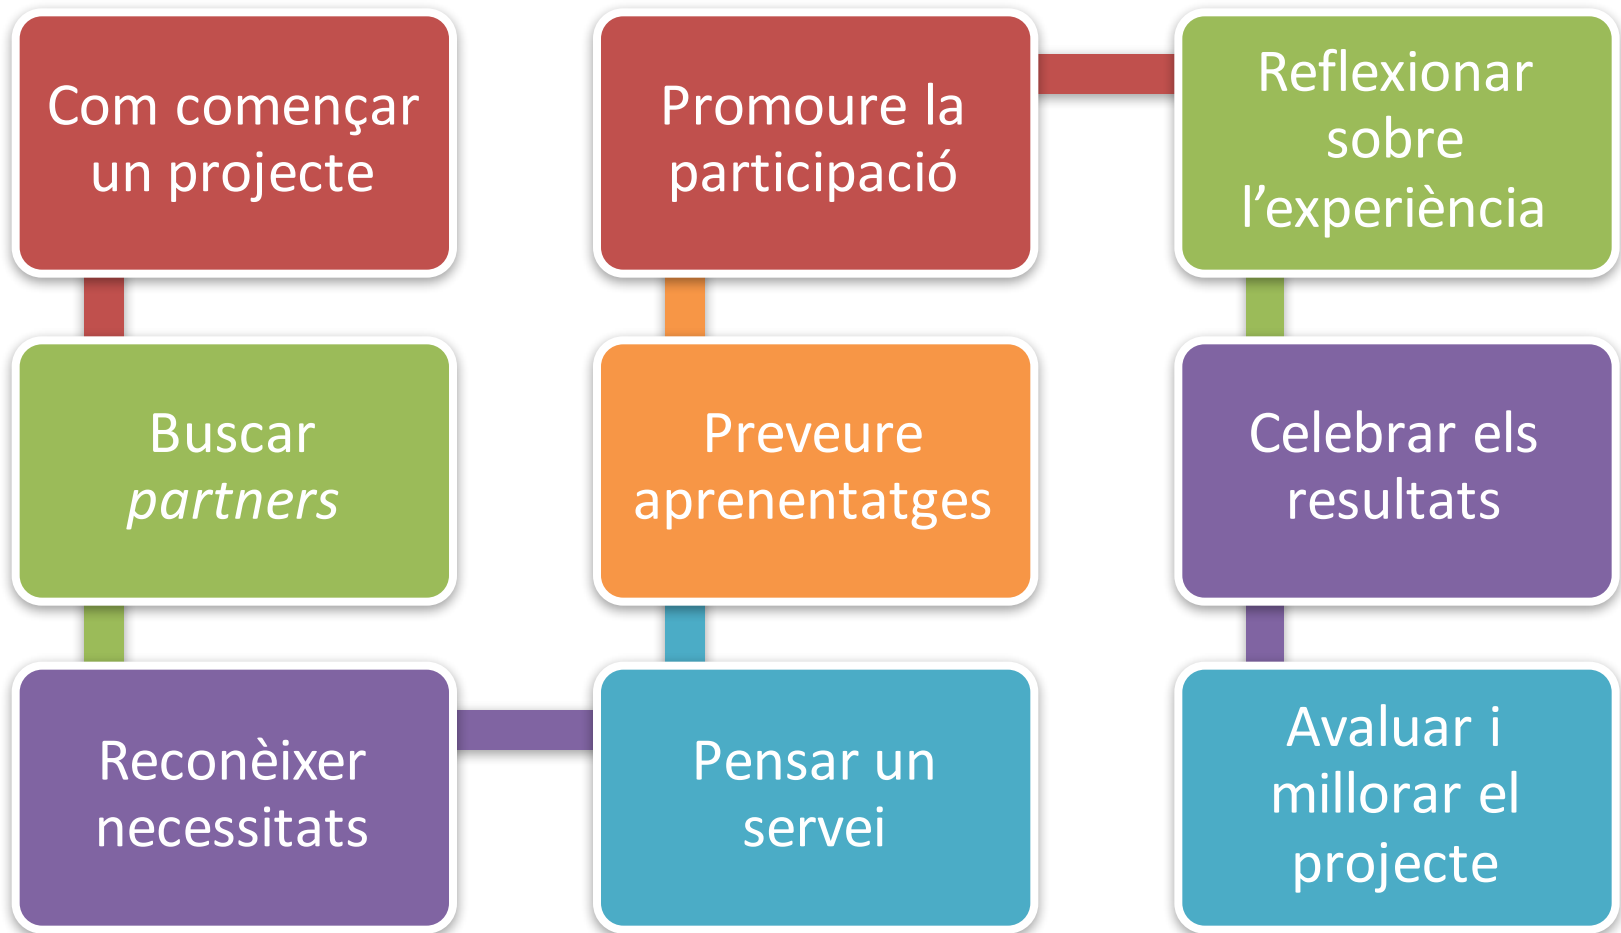 Com començar
un projecte
Buscar
partners
Reconèixer
necessitats
Pensar un
servei
Preveure
aprenentatges
Promoure la
participació
Reflexionar
sobre
l’experiència
Celebrar els
resultats
Avaluar i
millorar el
projecte